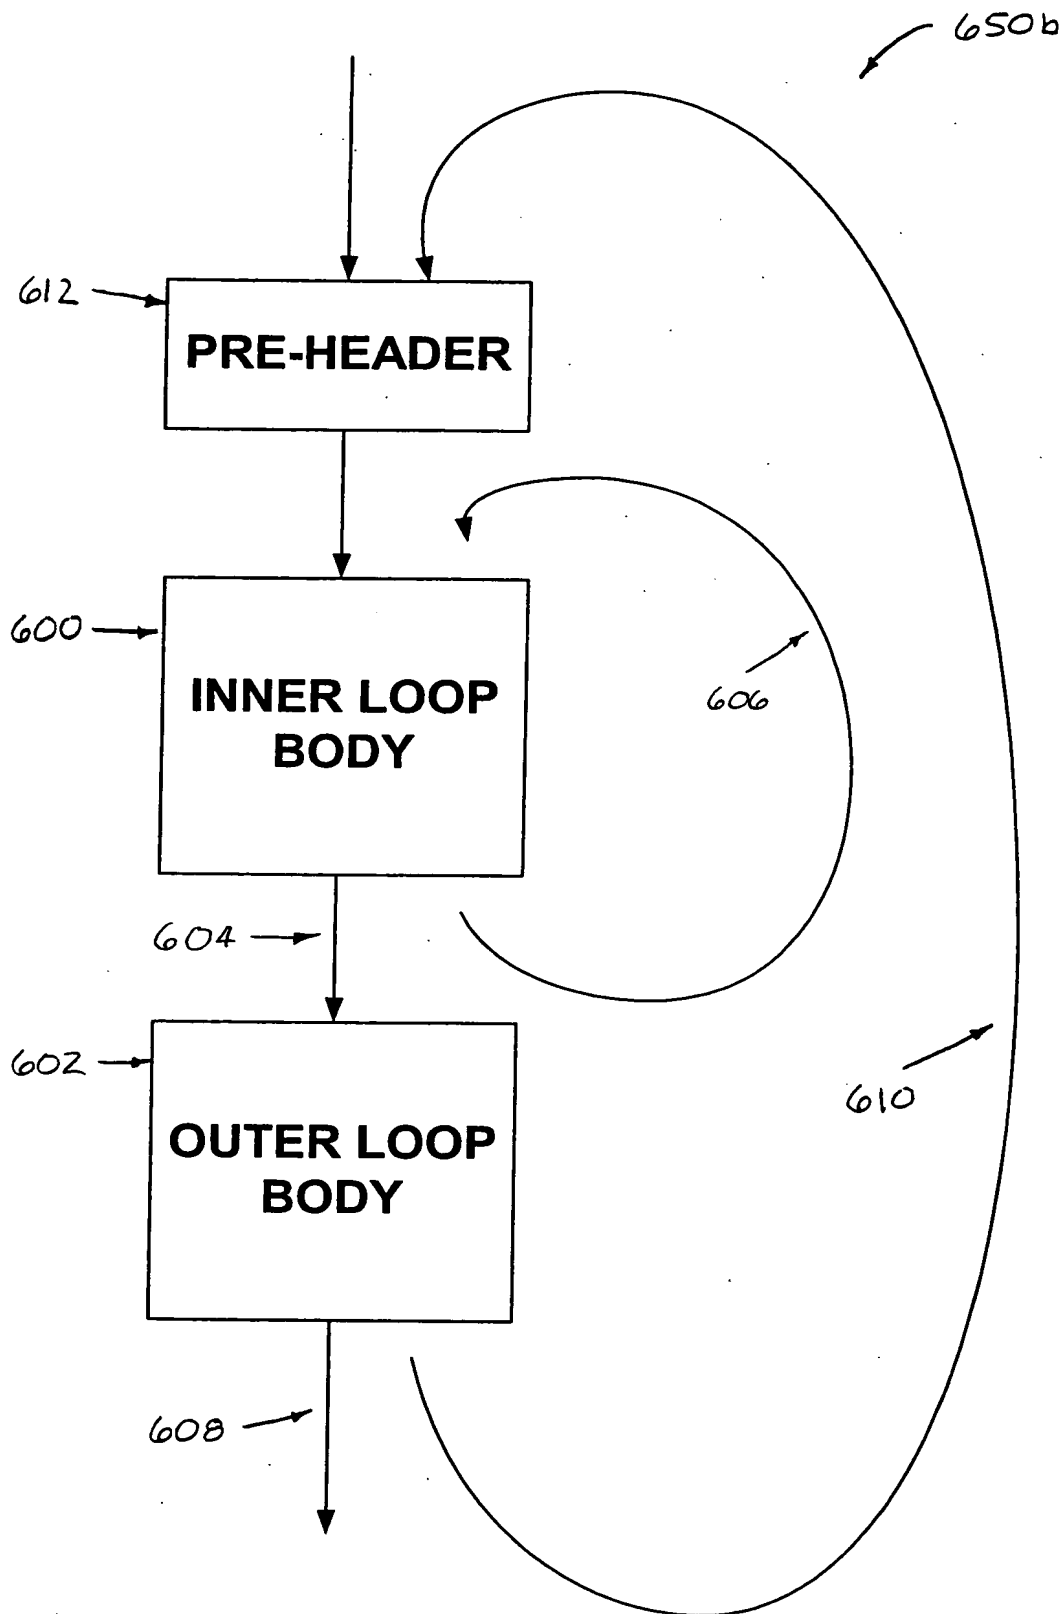 650b
612
PRE-HEADER
600
INNER LOOP
BODY
606
604
602
OUTER LOOP
BODY
610
608